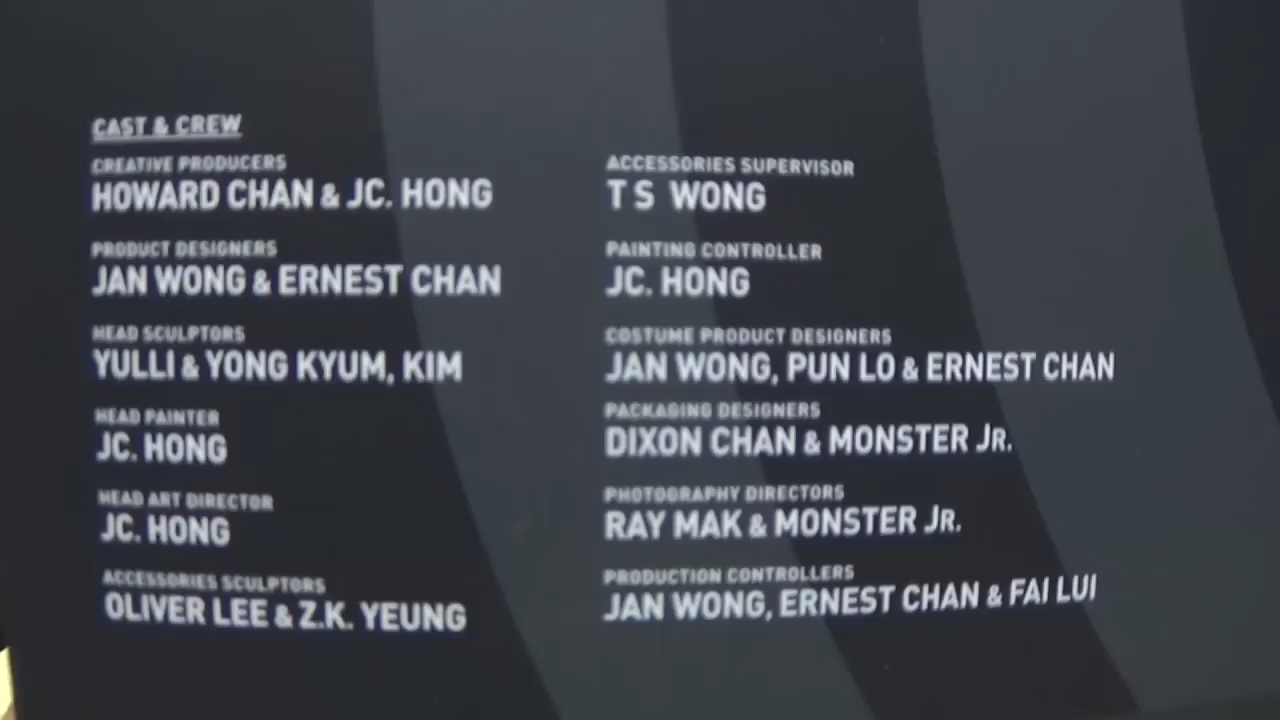 CAST & CREW
CREATIVE PRODUCERS
HOWARD CHAN & JC. HONG
PRODUCT DESIGNERS
JAN WONG & ERNEST CHAN
HEAD SCULPTORS
YULLI & YONG KYUM, KIM
HEAD PAINTER
JC. HONG
HEAD ART DIRECTOR
JC. HONG
ACCESSORIES SCULPTORS
OLIVER LEE & Z.K. YEUNG
ACCESSORIES SUPERVISOR
T S WONG
PAINTING CONTROLLER
JC. HONG
COSTUME PRODUCT DESIGNERS
JAN WONG, PUN LO & ERNEST CHAN
PACKAGING DESIGNERS
DIXON CHAN & MONSTER JR.
PHOTOGRAPHY DIRECTORS
RAY MAK & MONSTER JR.
PRODUCTION CONTROLLERS
JAN WONG, ERNEST CHAN & FAI LUI